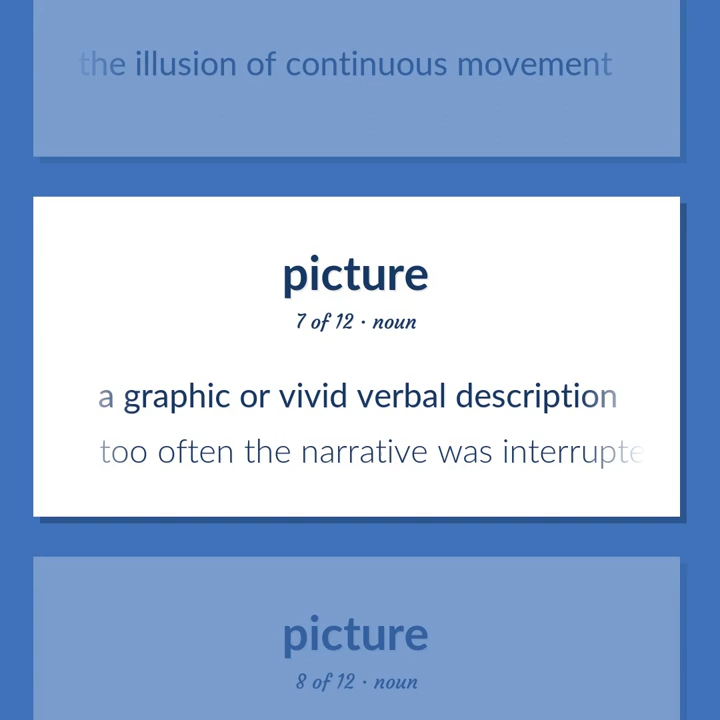 the illusion of continuous movement
picture
7 of 12 · noun
a graphic or vivid verbal description
too often the narrative was interrupte
picture
8 of 12 · noun